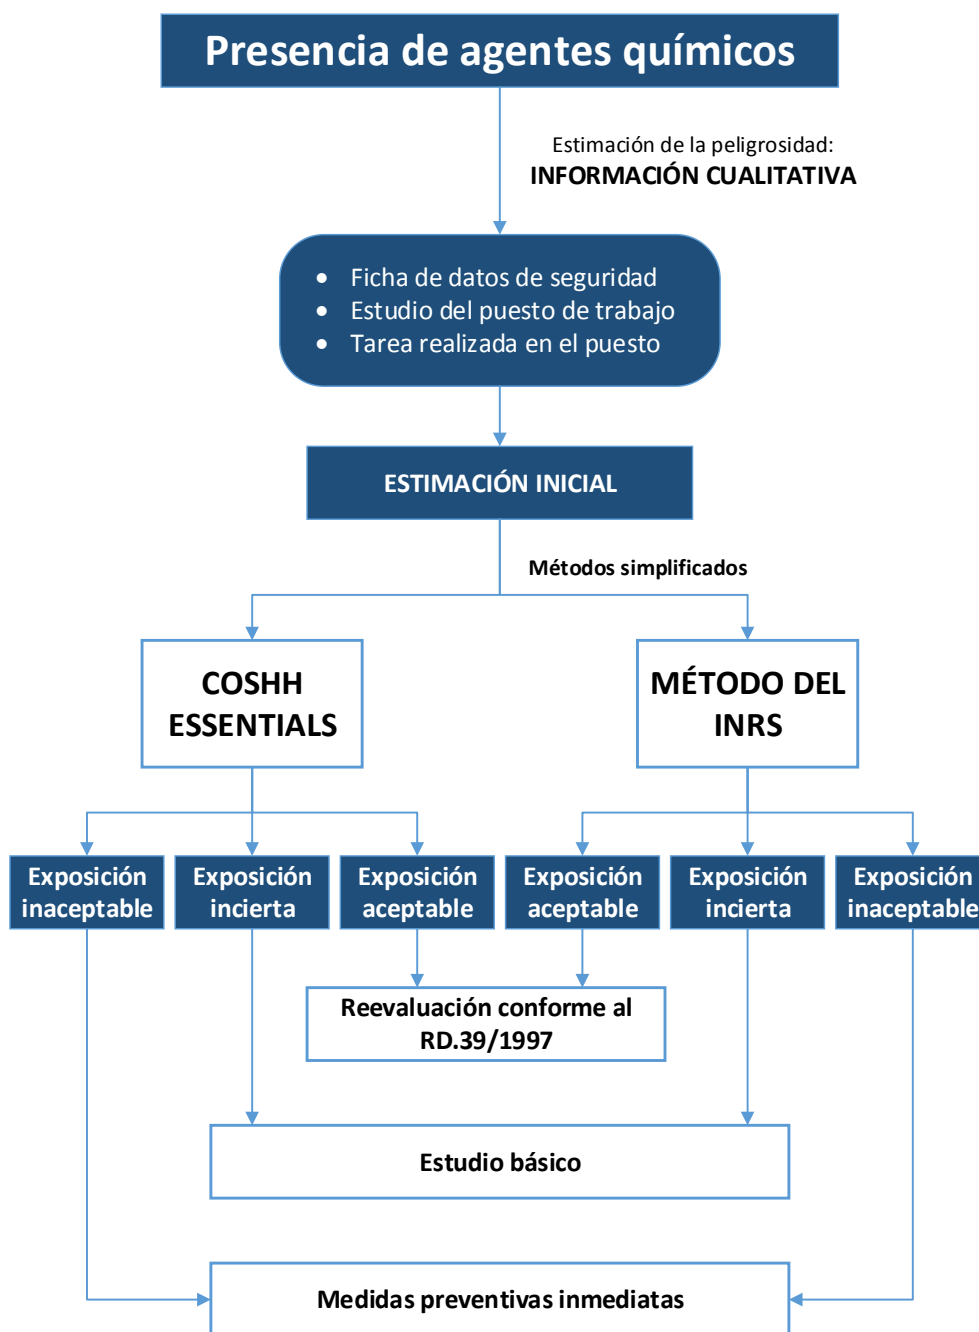 Presencia de agentes químicos
Estimación de la peligrosidad:
INFORMACIÓN CUALITATIVA
• Ficha de datos de seguridad
• Estudio del puesto de trabajo
• Tarea realizada en el puesto
ESTIMACIÓN INICIAL
Métodos simplificados
COSHH
ESSENTIALS
MÉTODO DEL
INRS
Exposición
inaceptable
Exposición
incierta
Exposición
aceptable
Exposición
aceptable
Exposición
incierta
Exposición
inaceptable
Reevaluación conforme al
RD.39/1997
Estudio básico
Medidas preventivas inmediatas